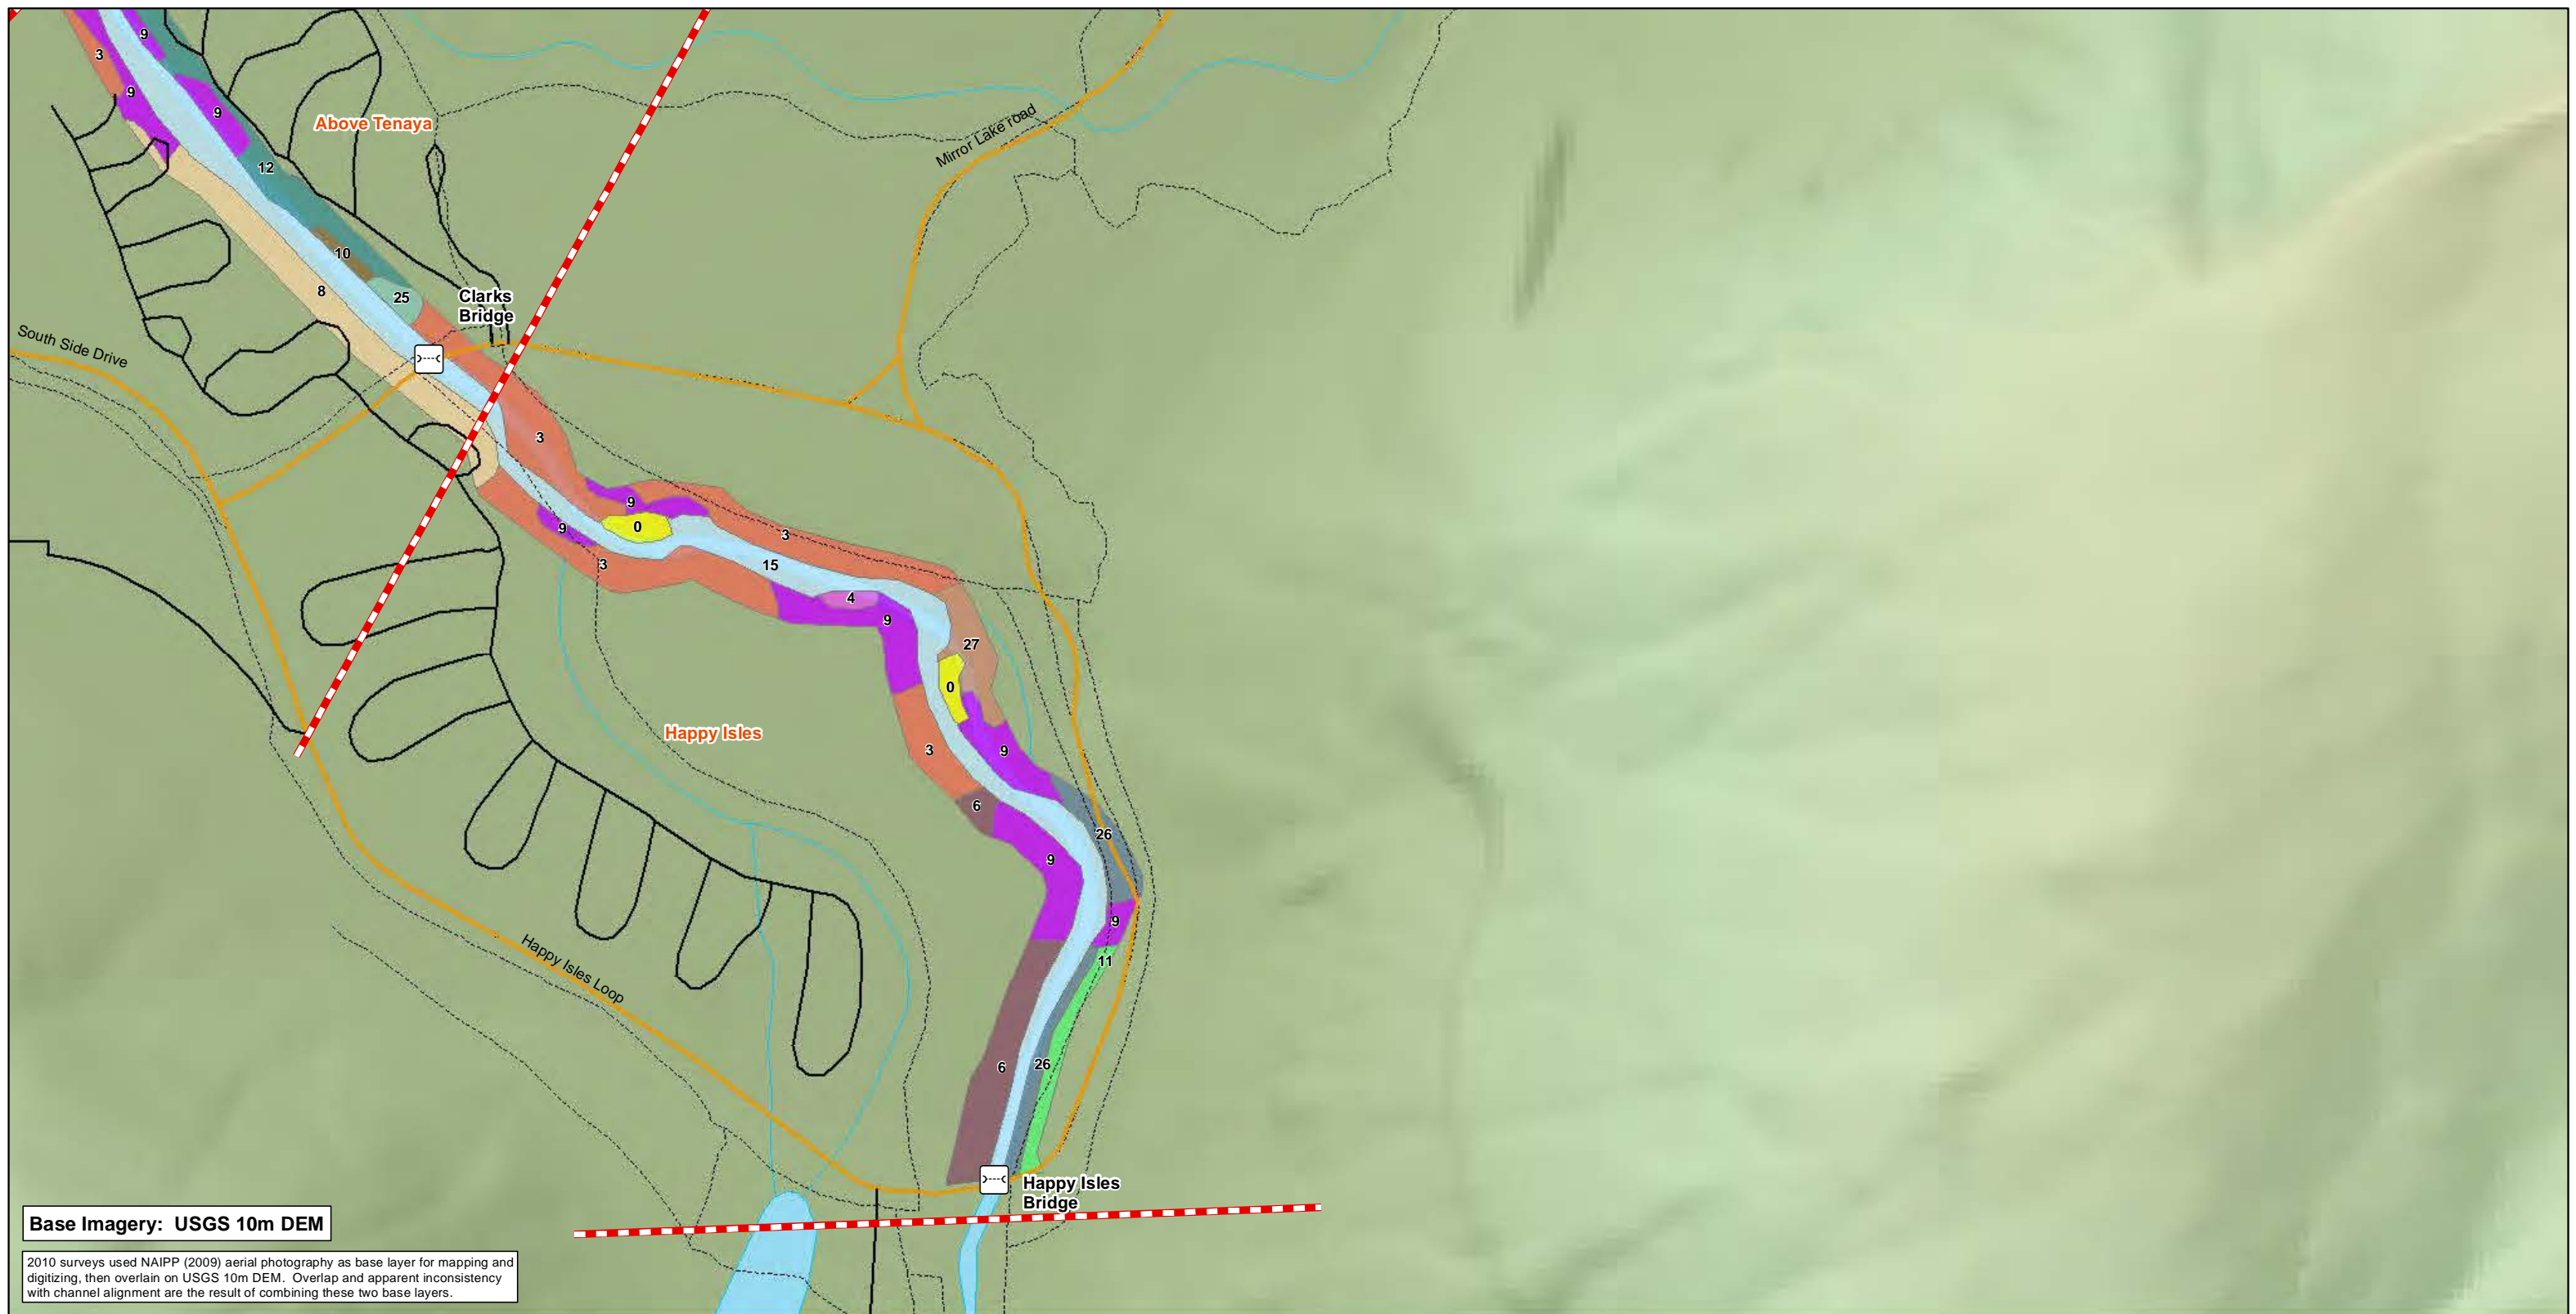 9
3
9
9
Above Tenaya
Mirror Lake road
12
10
8
25
Clarks
Bridge
South Side Drive
3
9
0
9
3
3
15
4
9
27
0
Happy Isles
3
9
6
26
9
9
11
Happy Isles Loop
6
26
Happy Isles
Bridge
Base Imagery:  USGS 10m DEM
2010 surveys used NAIPP (2009) aerial photography as base layer for mapping and
digitizing, then overlain on USGS 10m DEM.  Overlap and apparent inconsistency
with channel alignment are the result of combining these two base layers.